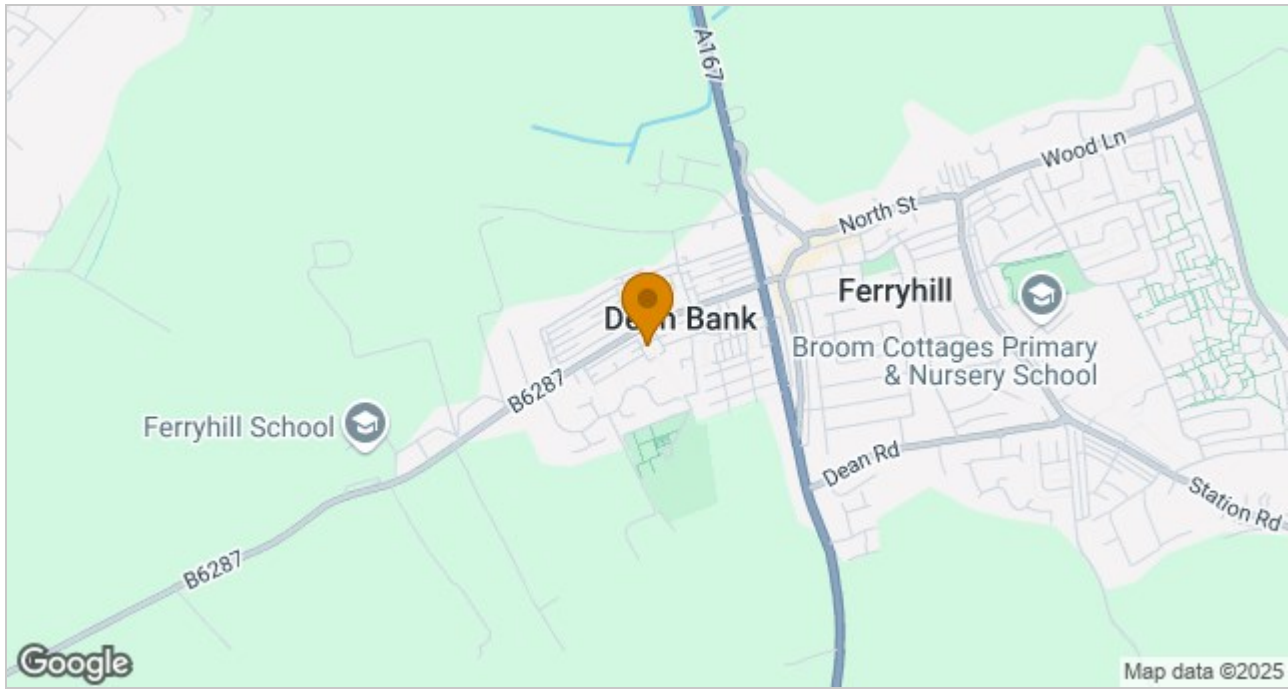 A167
Wood Ln
North St
Ferryhill
Dean Bank
Broom Cottages Primary
& Nursery School
B6287
Ferryhill School
Dean Rd
Station Rd
B6287
Google
Map data ©2025